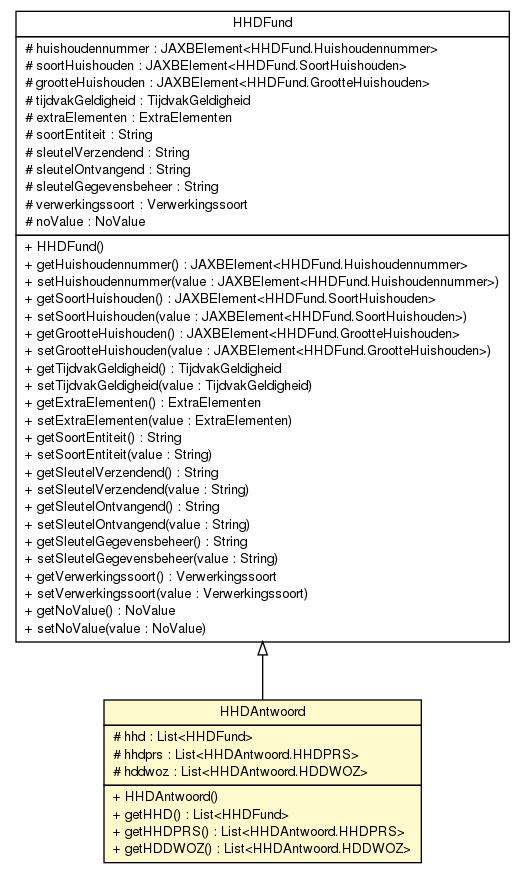 HHDFund
# huishoudennummer : JAXBElement<HHDFund.Huishoudennummer>
# soortHuishouden : JAXBElement<HHDFund.SoortHuishouden>
# grootteHuishouden : JAXBElement<HHDFund.GrootteHuishouden>
# tijdvakGeldigheid : TijdvakGeldigheid
# extraElementen : ExtraElementen
# soortEntiteit : String
# sleutelVerzendend : String
# sleutelOntvangend : String
# sleutelGegevensbeheer : String
# verwerkingssoort : Verwerkingssoort
# noValue : NoValue
+ HHDFund()
+ getHuishoudennummer() : JAXBElement<HHDFund.Huishoudennummer>
+ setHuishoudennummer(value : JAXBElement<HHDFund.Huishoudennummer>)
+ getSoortHuishouden() : JAXBElement<HHDFund.SoortHuishouden>
+ setSoortHuishouden(value : JAXBElement<HHDFund.SoortHuishouden>)
+ getGrootteHuishouden() : JAXBElement<HHDFund.GrootteHuishouden>
+ setGrootteHuishouden(value : JAXBElement<HHDFund.GrootteHuishouden>)
+ getTijdvakGeldigheid() : TijdvakGeldigheid
+ setTijdvakGeldigheid(value : TijdvakGeldigheid)
+ getExtraElementen() : ExtraElementen
+ setExtraElementen(value : ExtraElementen)
+ getSoortEntiteit() : String
+ setSoortEntiteit(value : String)
+ getSleutelVerzendend() : String
+ setSleutelVerzendend(value : String)
+ getSleutelOntvangend() : String
+ setSleutelOntvangend(value : String)
+ getSleutelGegevensbeheer() : String
+ setSleutelGegevensbeheer(value : String)
+ getVerwerkingssoort() : Verwerkingssoort
+ setVerwerkingssoort(value : Verwerkingssoort)
+ getNoValue() : NoValue
+ setNoValue(value : NoValue)
HHDAntwoord
# hhd : List<HHDFund>
# hhdprs : List<HHDAntwoord.HHDPRS>
# hddwoz : List<HHDAntwoord.HDDWOZ>
+ HHDAntwoord()
+ getHHD() : List<HHDFund>
+ getHHDPRS() : List<HHDAntwoord.HHDPRS>
+ getHDDWOZ() : List<HHDAntwoord.HDDWOZ>